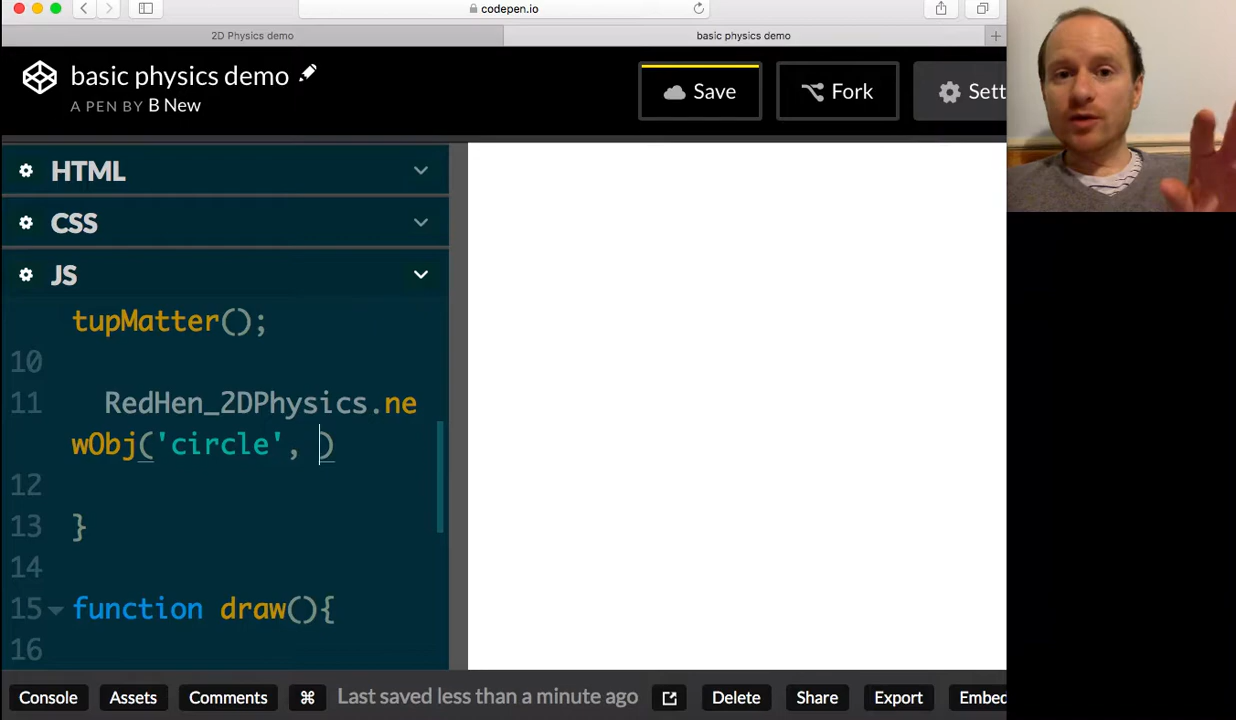 codepen.io
2D Physics demo
basic physics demo
basic physics demo
A PEN BY B New
Save
Fork
Sett
HTML
CSS
JS
tupMatter();
10
11 RedHen_2DPhysics.ne
wObj('circle', )
12
13 }
14
15 function draw(){
16
Console
Assets
Comments
⌘
Last saved less than a minute ago
Delete
Share
Export
Embed